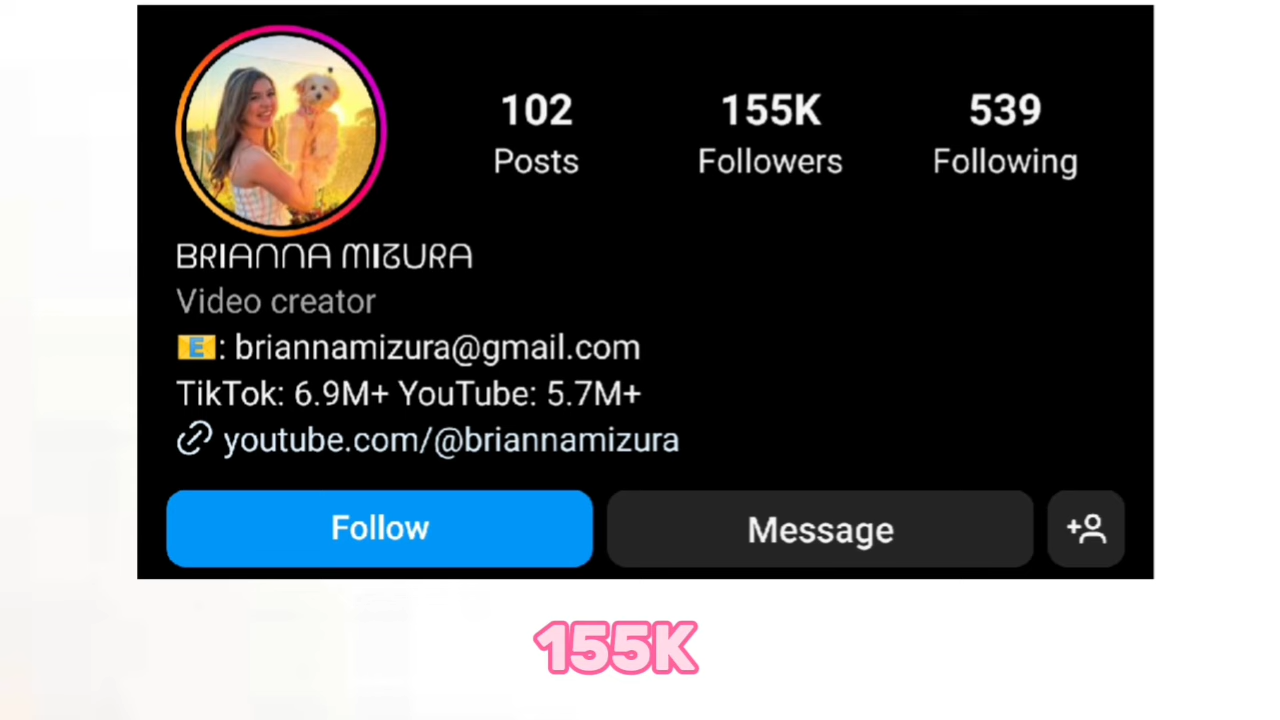 102 155K 539
Posts Followers Following
BRIANNA MIZURA
Video creator
📧: briannamizura@gmail.com
TikTok: 6.9M+ YouTube: 5.7M+
youtube.com/@briannamizura
Follow Message
155K